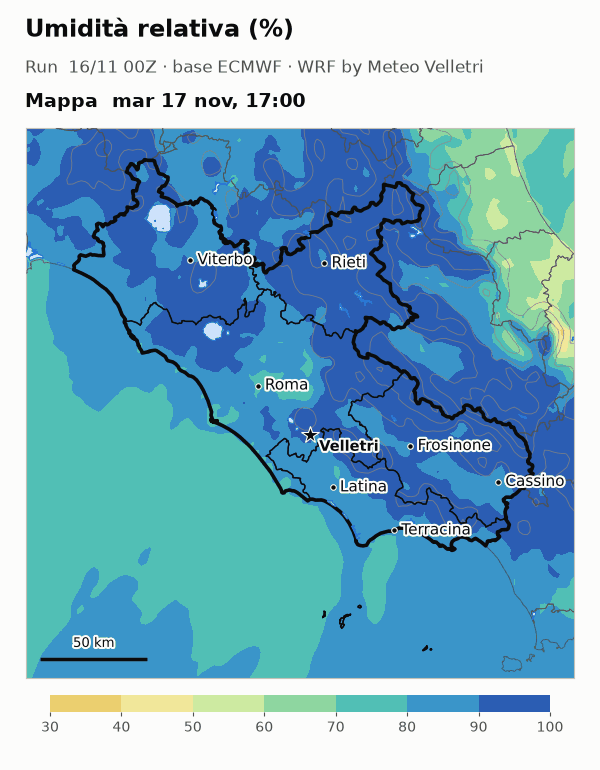 Umidità relativa (%)
Run  16/11 00Z · base ECMWF · WRF by Meteo Velletri
Mappa  mar 17 nov, 17:00
Viterbo
Rieti
Roma
Velletri
Frosinone
Cassino
Latina
Terracina
50 km
30 40 50 60 70 80 90 100